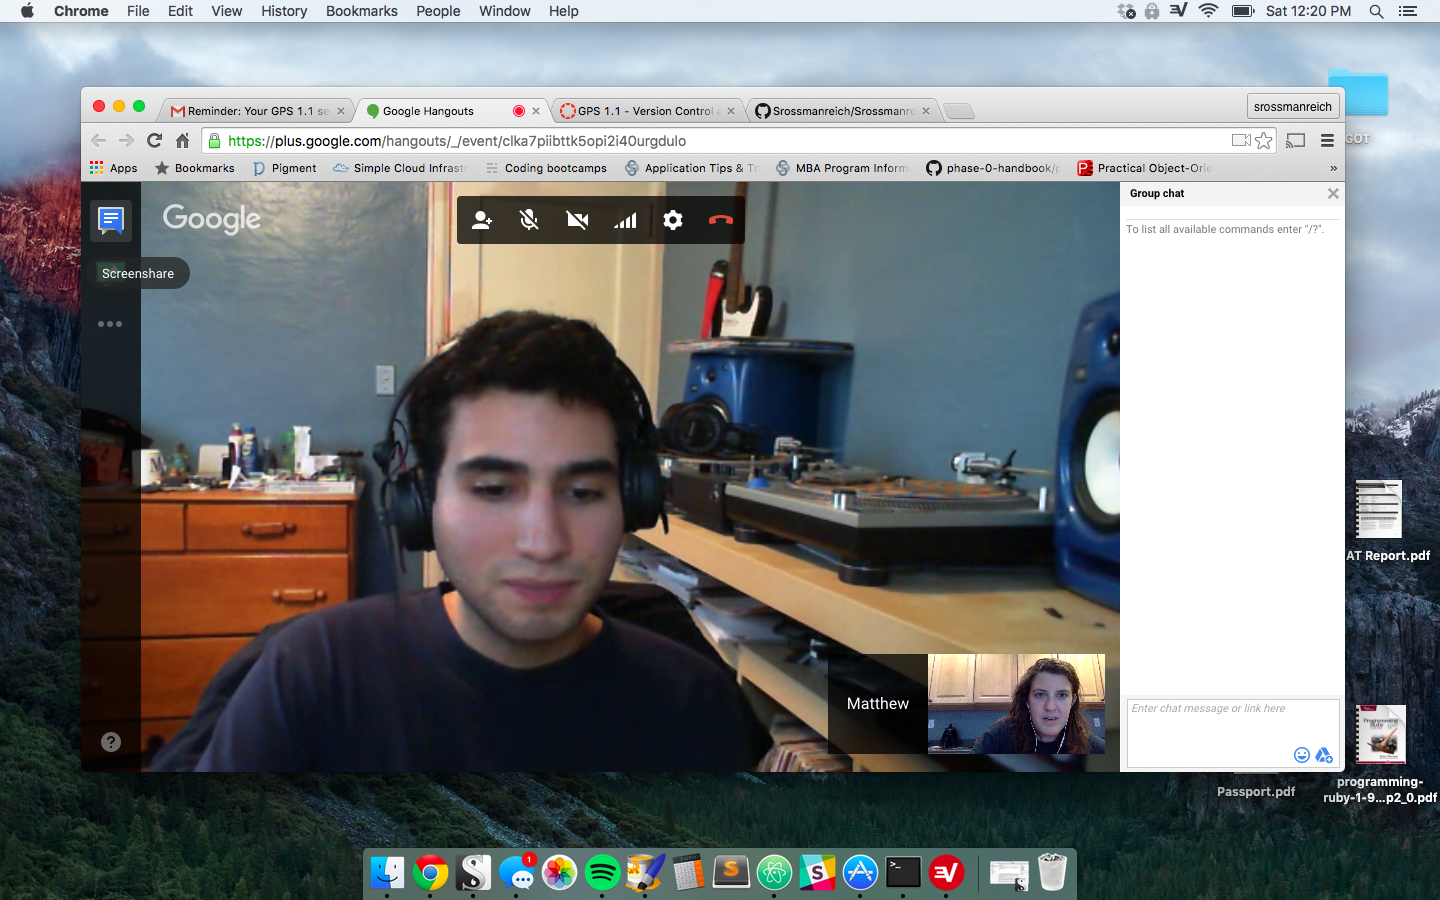 Chrome File Edit View History Bookmarks People Window Help Sat 12:20 PM
Reminder: Your GPS 1.1 se Google Hangouts GPS 1.1 - Version Control Srossmanreich/Srossmanre srossmanreich
https://plus.google.com/hangouts/_/event/clka7piibttk5opi2i40urgdulo
Apps Bookmarks Pigment Simple Cloud Infrast Coding bootcamps Application Tips & T MBA Program Inform phase-0-handbook/p Practical Object-Orie »
GOT
Google
Group chat
To list all available commands enter "/?".
Screenshare
AT Report.pdf
Matthew
Enter chat message or link here
Programming Ruby
Passport.pdf
programming-
ruby-1-9...p2_0.pdf
1